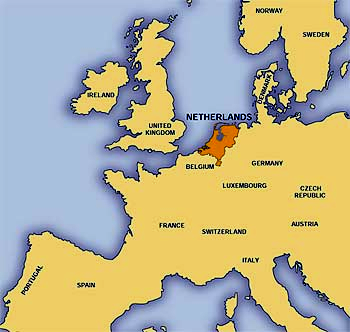 NORWAY
SWEDEN
DENMARK
IRELAND
NETHERLANDS
UNITED
KINGDOM
BELGIUM
GERMANY
LUXEMBOURG
CZECH
REPUBLIC
FRANCE
SWITZERLAND
AUSTRIA
ITALY
PORTUGAL
SPAIN